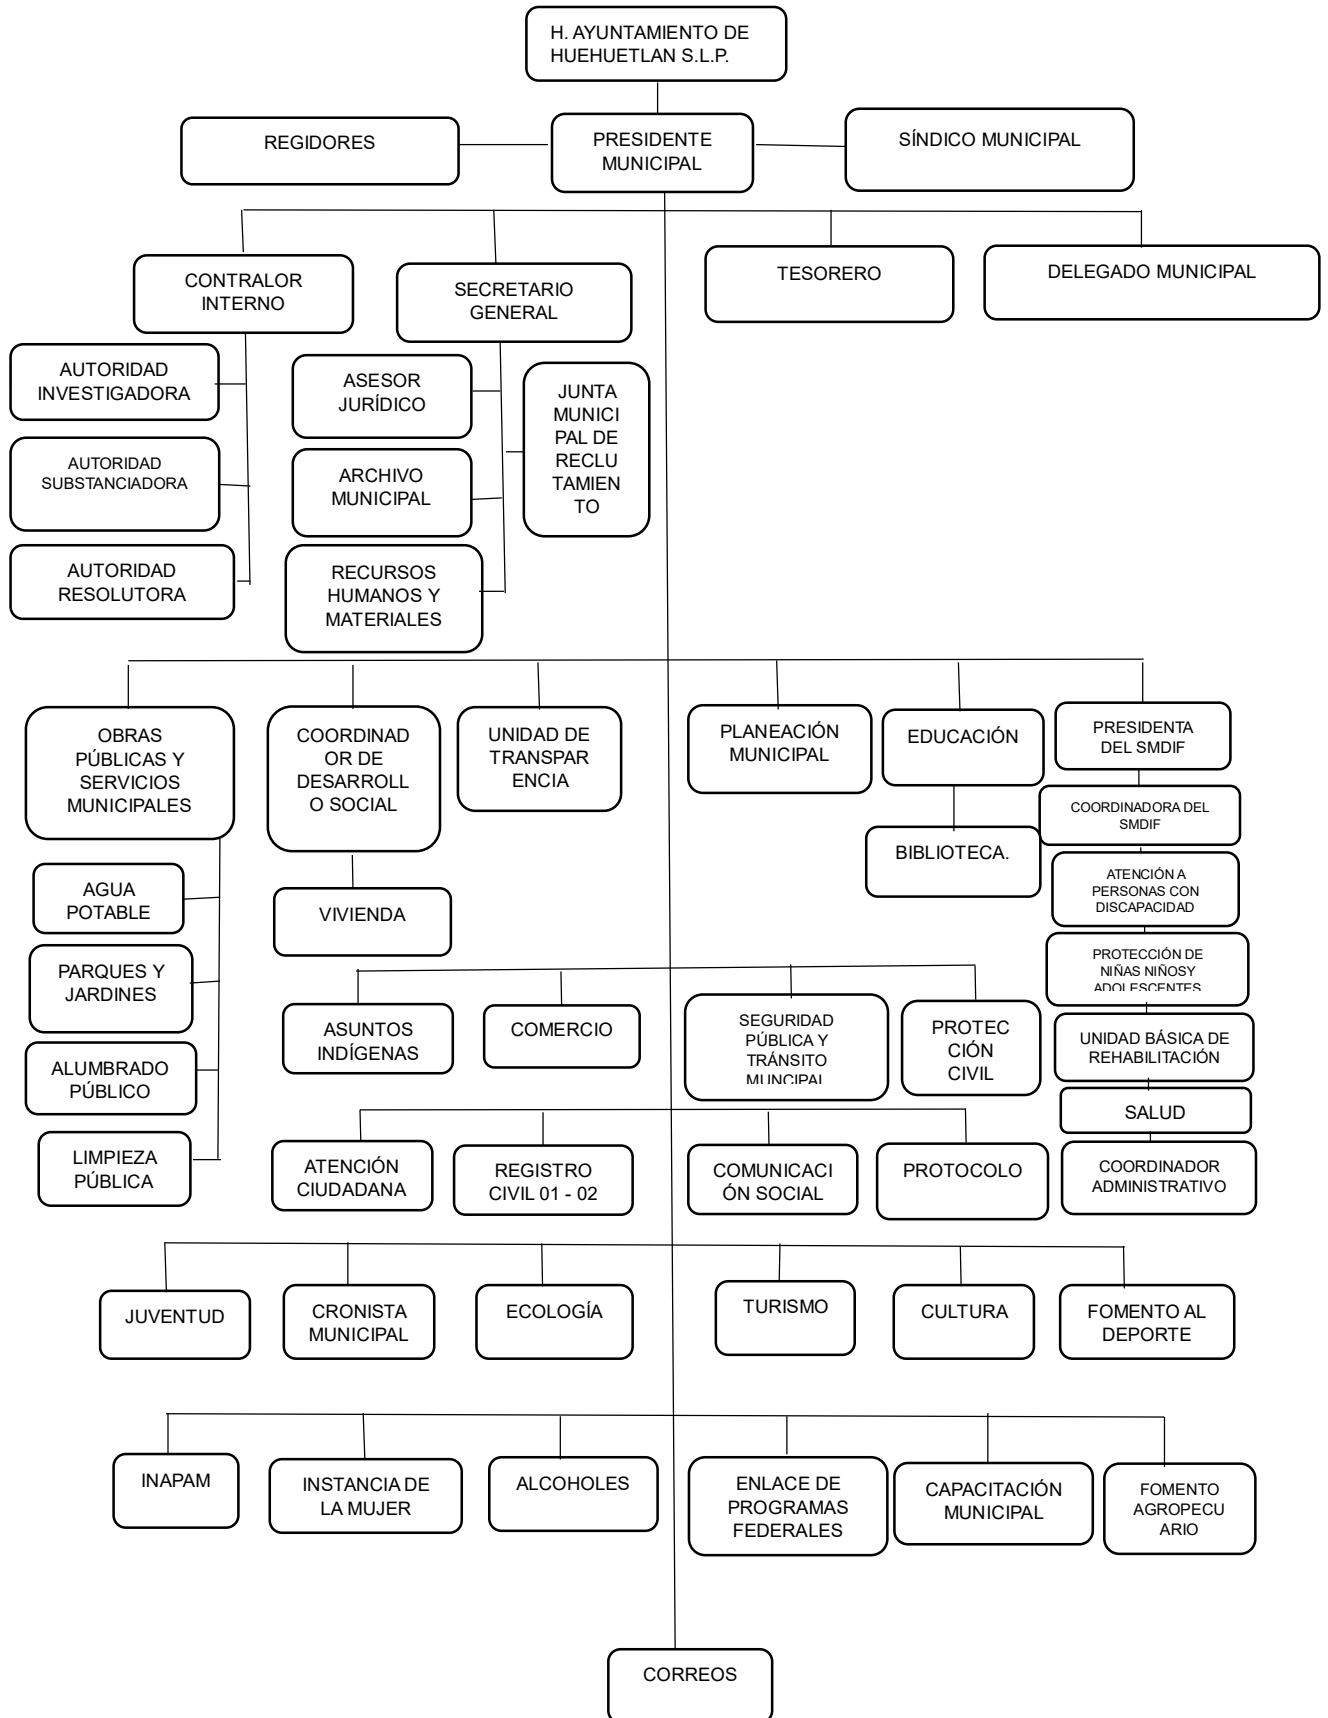 H. AYUNTAMIENTO DE
HUEHUETLAN S.L.P.
REGIDORES
PRESIDENTE
MUNICIPAL
SÍNDICO MUNICIPAL
CONTRALOR
INTERNO
SECRETARIO
GENERAL
TESORERO
DELEGADO MUNICIPAL
AUTORIDAD
INVESTIGADORA
ASESOR
JURÍDICO
JUNTA
MUNICI
PAL DE
RECLU
TAMIEN
TO
AUTORIDAD
SUBSTANCIADORA
ARCHIVO
MUNICIPAL
AUTORIDAD
RESOLUTORA
RECURSOS
HUMANOS Y
MATERIALES
OBRAS
PÚBLICAS Y
SERVICIOS
MUNICIPALES
COORDINAD
OR DE
DESARROLL
O SOCIAL
UNIDAD DE
TRANSPAR
ENCIA
PLANEACIÓN
MUNICIPAL
EDUCACIÓN
PRESIDENTA
DEL SMDIF
COORDINADORA DEL
SMDIF
BIBLIOTECA.
ATENCIÓN A
PERSONAS CON
DISCAPACIDAD
AGUA
POTABLE
VIVIENDA
PROTECCIÓN DE
NIÑAS NIÑOSY
ADOLESCENTES
PARQUES Y
JARDINES
ASUNTOS
INDÍGENAS
COMERCIO
SEGURIDAD
PÚBLICA Y
TRÁNSITO
MUNCIPAL
PROTEC
CIÓN
CIVIL
UNIDAD BÁSICA DE
REHABILITACIÓN
ALUMBRADO
PÚBLICO
SALUD
LIMPIEZA
PÚBLICA
ATENCIÓN
CIUDADANA
REGISTRO
CIVIL 01 - 02
COMUNICACI
ÓN SOCIAL
PROTOCOLO
COORDINADOR
ADMINISTRATIVO
JUVENTUD
CRONISTA
MUNICIPAL
ECOLOGÍA
TURISMO
CULTURA
FOMENTO AL
DEPORTE
INAPAM
INSTANCIA DE
LA MUJER
ALCOHOLES
ENLACE DE
PROGRAMAS
FEDERALES
CAPACITACIÓN
MUNICIPAL
FOMENTO
AGROPECU
ARIO
CORREOS